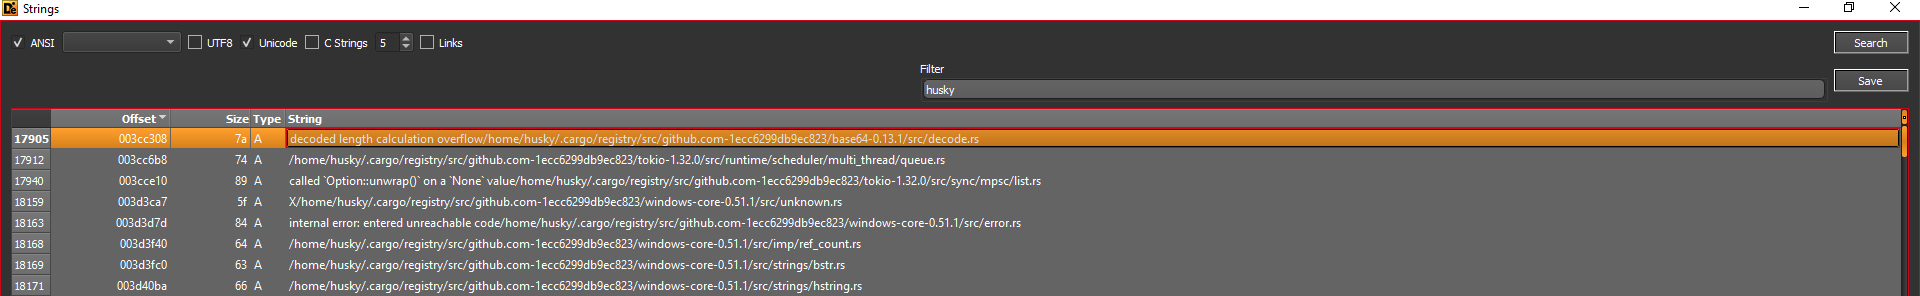 DiE Strings
ANSI UTF8 Unicode C Strings 5 Links Search
Filter
husky Save
Offset Size Type String
17905 003cc308 7a A decoded length calculation overflow/home/husky/.cargo/registry/src/github.com-1ecc6299db9ec823/base64-0.13.1/src/decode.rs
17912 003cc6b8 74 A /home/husky/.cargo/registry/src/github.com-1ecc6299db9ec823/tokio-1.32.0/src/runtime/scheduler/multi_thread/queue.rs
17940 003cce10 89 A called `Option::unwrap()` on a `None` value/home/husky/.cargo/registry/src/github.com-1ecc6299db9ec823/tokio-1.32.0/src/sync/mpsc/list.rs
18159 003d3ca7 5f A X/home/husky/.cargo/registry/src/github.com-1ecc6299db9ec823/windows-core-0.51.1/src/unknown.rs
18163 003d3d7d 84 A internal error: entered unreachable code/home/husky/.cargo/registry/src/github.com-1ecc6299db9ec823/windows-core-0.51.1/src/error.rs
18168 003d3f40 64 A /home/husky/.cargo/registry/src/github.com-1ecc6299db9ec823/windows-core-0.51.1/src/imp/ref_count.rs
18169 003d3fc0 63 A /home/husky/.cargo/registry/src/github.com-1ecc6299db9ec823/windows-core-0.51.1/src/strings/bstr.rs
18171 003d40ba 66 A /home/husky/.cargo/registry/src/github.com-1ecc6299db9ec823/windows-core-0.51.1/src/strings/hstring.rs